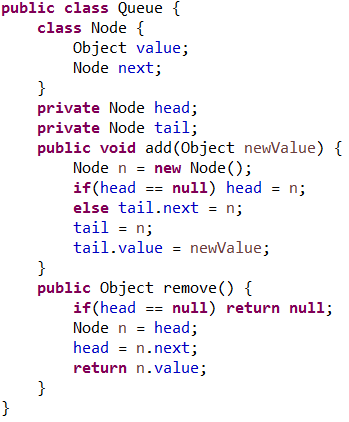 public class Queue {
    class Node {
        Object value;
        Node next;
    }
    private Node head;
    private Node tail;
    public void add(Object newValue) {
        Node n = new Node();
        if(head == null) head = n;
        else tail.next = n;
        tail = n;
        tail.value = newValue;
    }
    public Object remove() {
        if(head == null) return null;
        Node n = head;
        head = n.next;
        return n.value;
    }
}